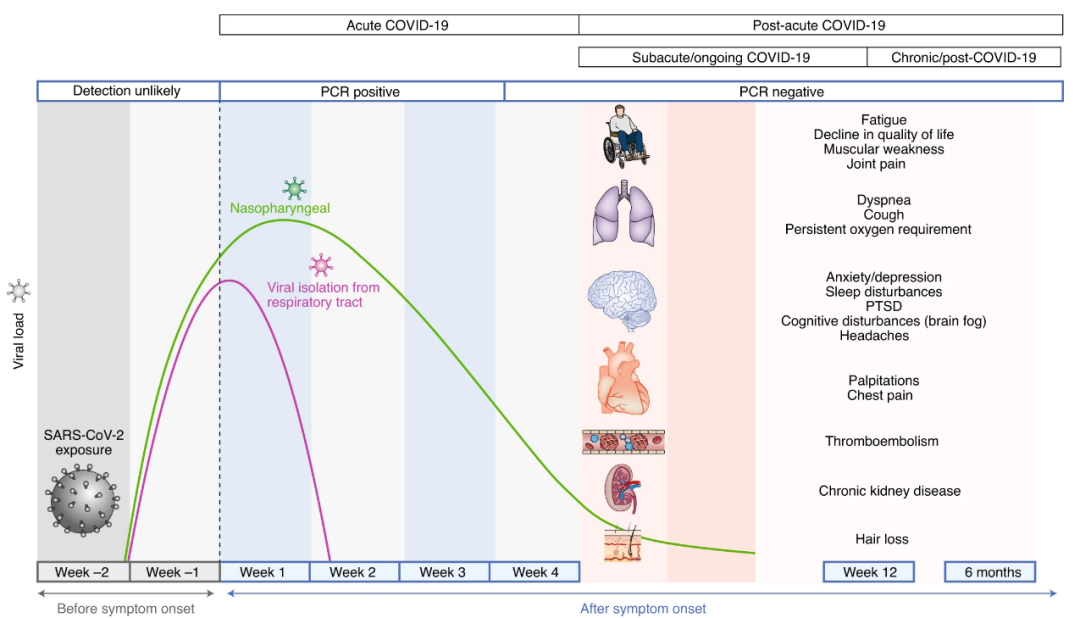 Acute COVID-19
Post-acute COVID-19
Subacute/ongoing COVID-19
Chronic/post-COVID-19
Detection unlikely
PCR positive
PCR negative
Fatigue
Decline in quality of life
Muscular weakness
Joint pain
Nasopharyngeal
Dyspnea
Cough
Persistent oxygen requirement
Viral isolation from
respiratory tract
Anxiety/depression
Sleep disturbances
PTSD
Cognitive disturbances (brain fog)
Headaches
Viral load
Palpitations
Chest pain
SARS-CoV-2
exposure
Thromboembolism
Chronic kidney disease
Hair loss
Week –2
Week –1
Week 1
Week 2
Week 3
Week 4
Week 12
6 months
Before symptom onset
After symptom onset